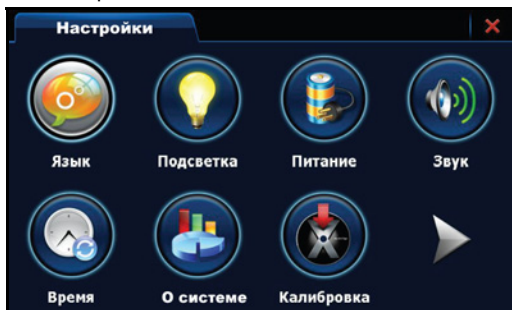 Настройки
Язык Подсветка Питание Звук
Время О системе Калибровка